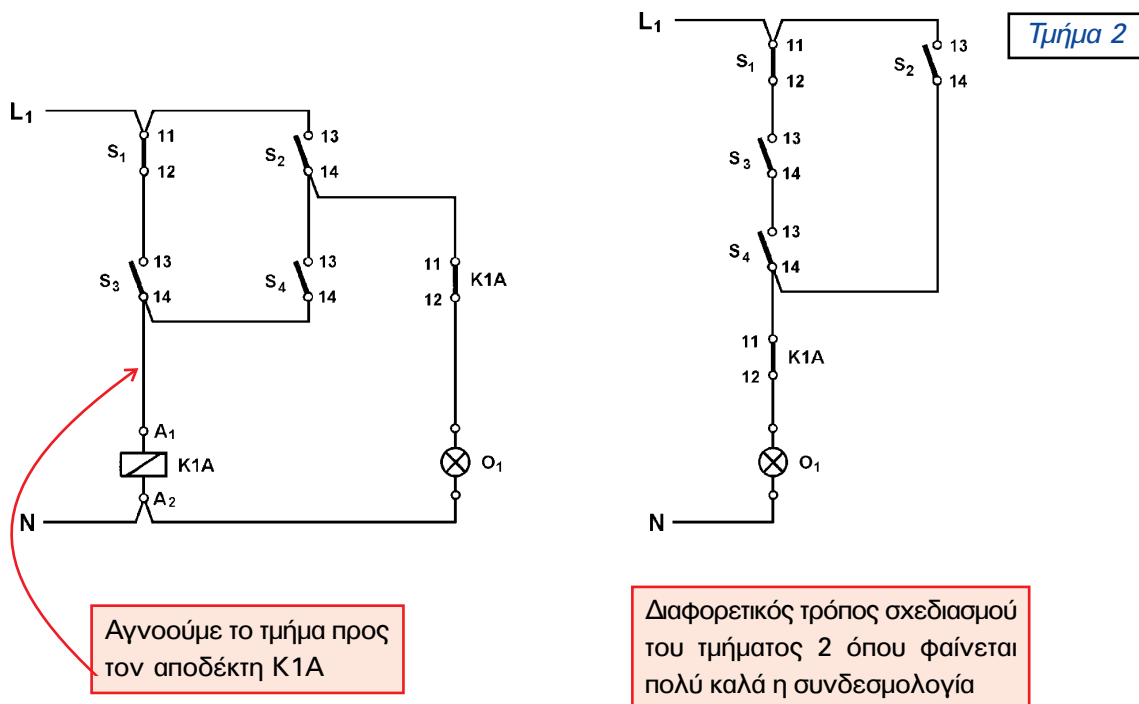 L1
11
S1
12
13
S2
14
13
S3
14
13
S4
14
11
K1A
12
A1
K1A
A2
O1
N
Αγνοούμε το τμήμα προς
τον αποδέκτη Κ1Α
Τμήμα 2
L1
11
S1
12
13
S2
14
13
S3
14
13
S4
14
11
K1A
12
O1
N
Διαφορετικός τρόπος σχεδιασμού
του τμήματος 2 όπου φαίνεται
πολύ καλά η συνδεσμολογία